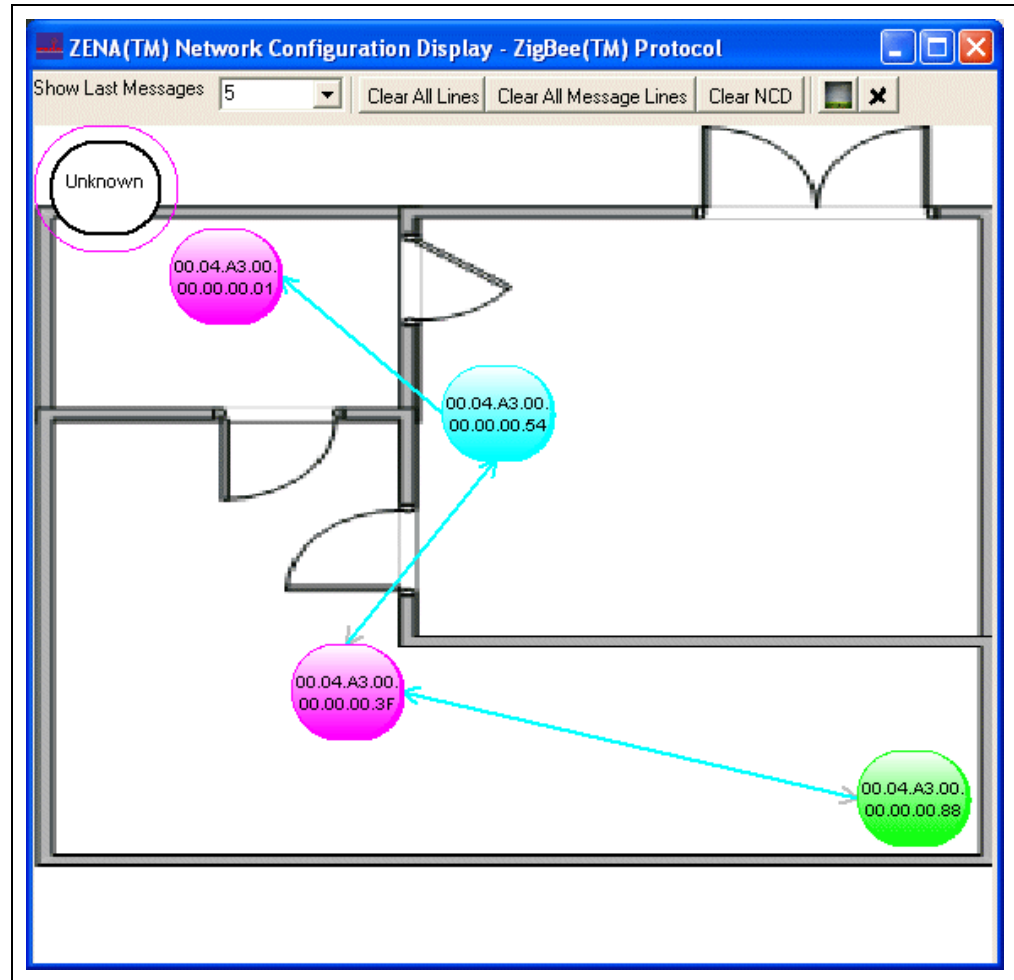 ZENA(TM) Network Configuration Display - ZigBee(TM) Protocol
Show Last Messages 5 Clear All Lines Clear All Message Lines Clear NCD
Unknown
00.04.A3.00.
00.00.00.01
00.04.A3.00.
00.00.00.54
00.04.A3.00.
00.00.00.3F
00.04.A3.00.
00.00.00.88